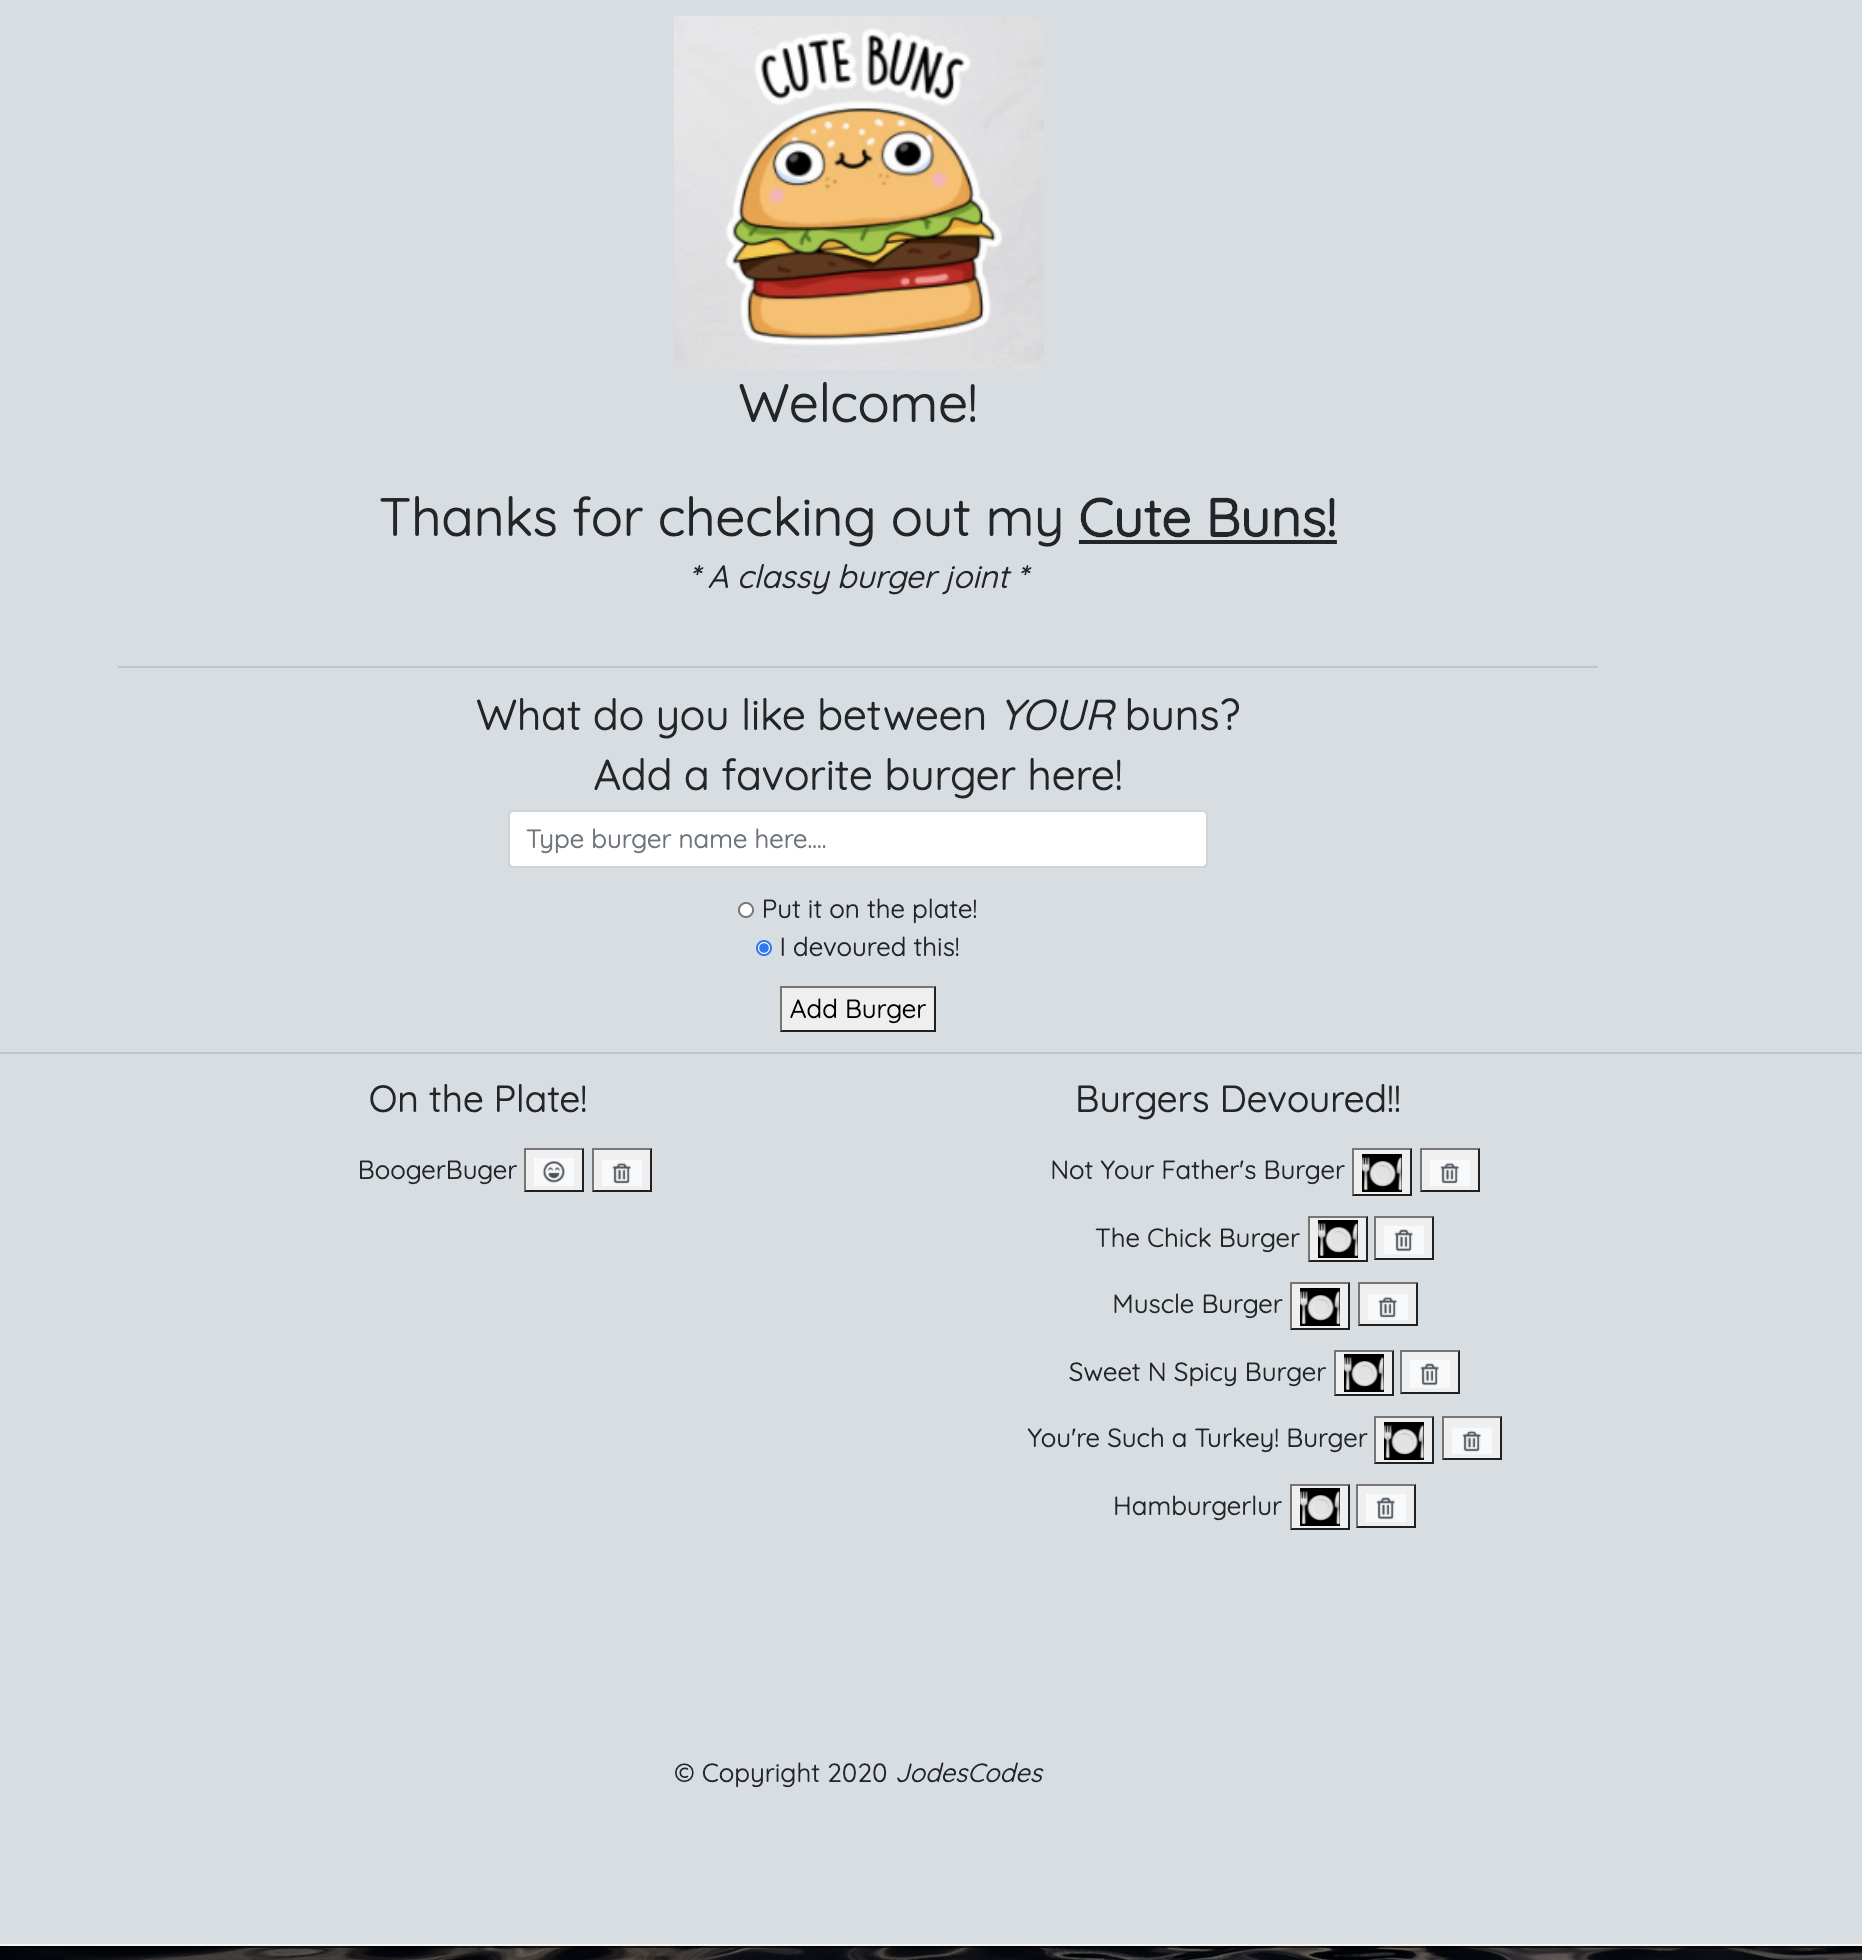 CUTE BUNS
Welcome!
Thanks for checking out my Cute Buns!
* A classy burger joint *
What do you like between YOUR buns?
Add a favorite burger here!
Type burger name here....
Put it on the plate!
I devoured this!
Add Burger
On the Plate!
BoogerBuger
Burgers Devoured!!
Not Your Father's Burger
The Chick Burger
Muscle Burger
Sweet N Spicy Burger
You're Such a Turkey! Burger
Hamburgerlur
© Copyright 2020 JodesCodes